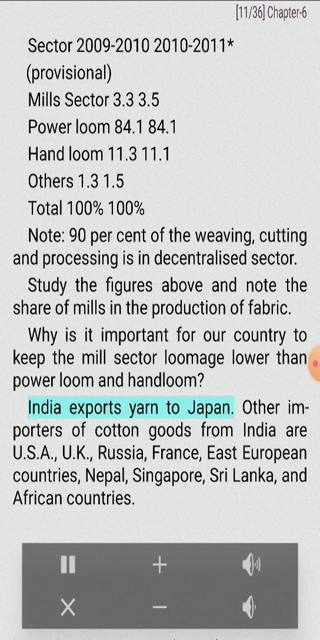 [11/36] Chapter-6
Sector 2009-2010 2010-2011*
(provisional)
Mills Sector 3.3 3.5
Power loom 84.1 84.1
Hand loom 11.3 11.1
Others 1.3 1.5
Total 100% 100%
Note: 90 per cent of the weaving, cutting
and processing is in decentralised sector.
Study the figures above and note the
share of mills in the production of fabric.
Why is it important for our country to
keep the mill sector loomage lower than
power loom and handloom?
India exports yarn to Japan. Other im-
porters of cotton goods from India are
U.S.A., U.K., Russia, France, East European
countries, Nepal, Singapore, Sri Lanka, and
African countries.